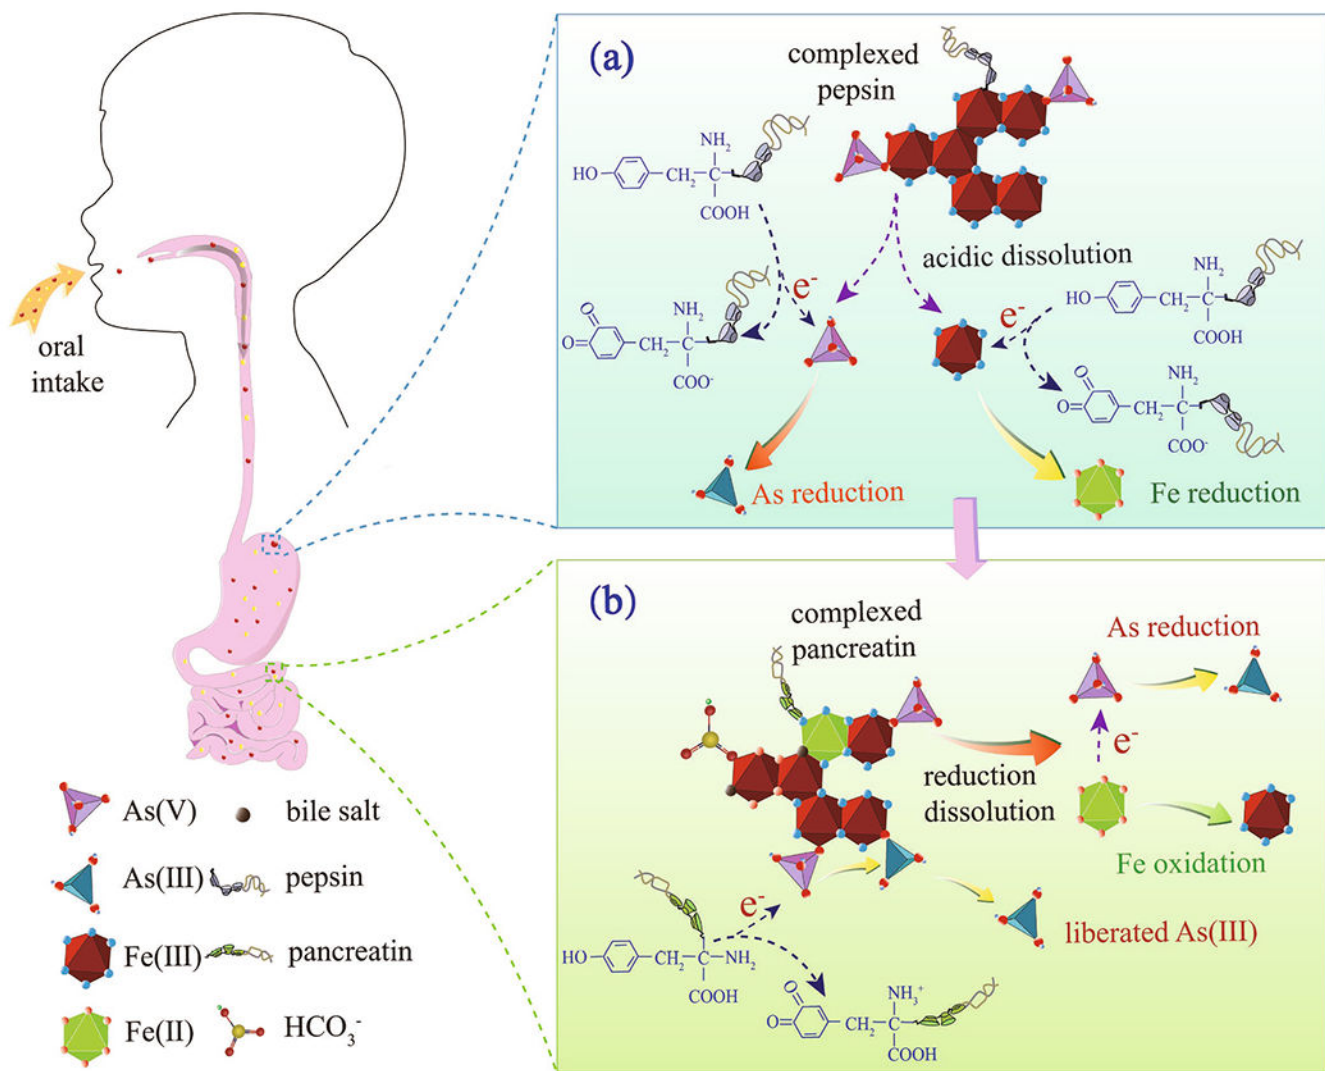 (a)
complexed
pepsin
NH2
HO
CH2
C
COOH
acidic dissolution
e-
NH2
O
O
CH2
C
COO-
e-
NH2
HO
CH2
C
COOH
NH2
O
O
CH2
C
COO-
As reduction
Fe reduction
oral
intake
(b)
complexed
pancreatin
As reduction
e-
reduction
dissolution
Fe oxidation
e-
liberated As(III)
HO
CH2
C
NH2
COOH
NH3+
O
O
CH2
C
COOH
As(V)
bile salt
As(III)
pepsin
Fe(III)
pancreatin
Fe(II)
HCO3-